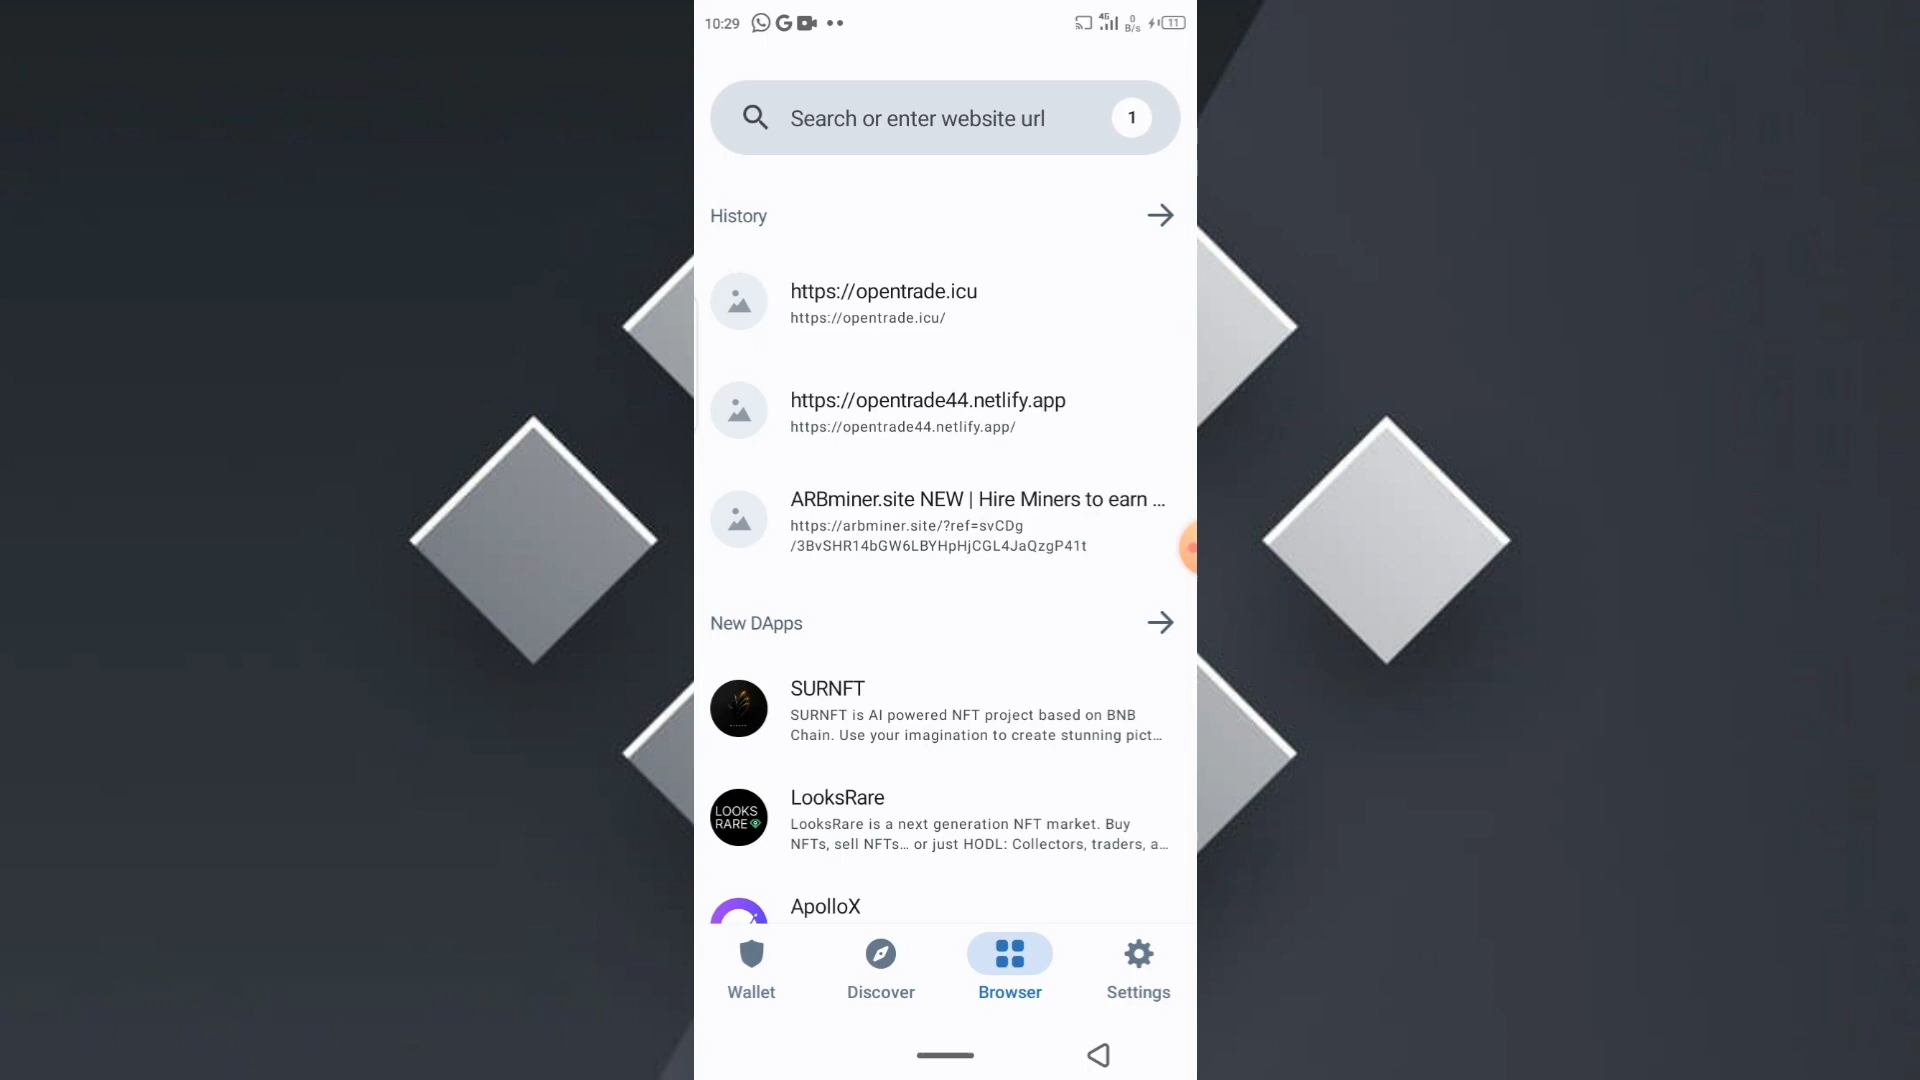 10:29
4G
0
B/s
11
Search or enter website url
1
History
https://opentrade.icu
https://opentrade.icu/
https://opentrade44.netlify.app
https://opentrade44.netlify.app/
ARBminer.site NEW | Hire Miners to earn ...
https://arbminer.site/?ref=svCDg
/3BvSHR14bGW6LBYHpHjCGL4JaQzgP41t
New DApps
SURNFT
SURNFT is AI powered NFT project based on BNB
Chain. Use your imagination to create stunning pict...
LOOKS
RARE
LooksRare
LooksRare is a next generation NFT market. Buy
NFTs, sell NFTs... or just HODL: Collectors, traders, a...
ApolloX
Wallet
Discover
Browser
Settings